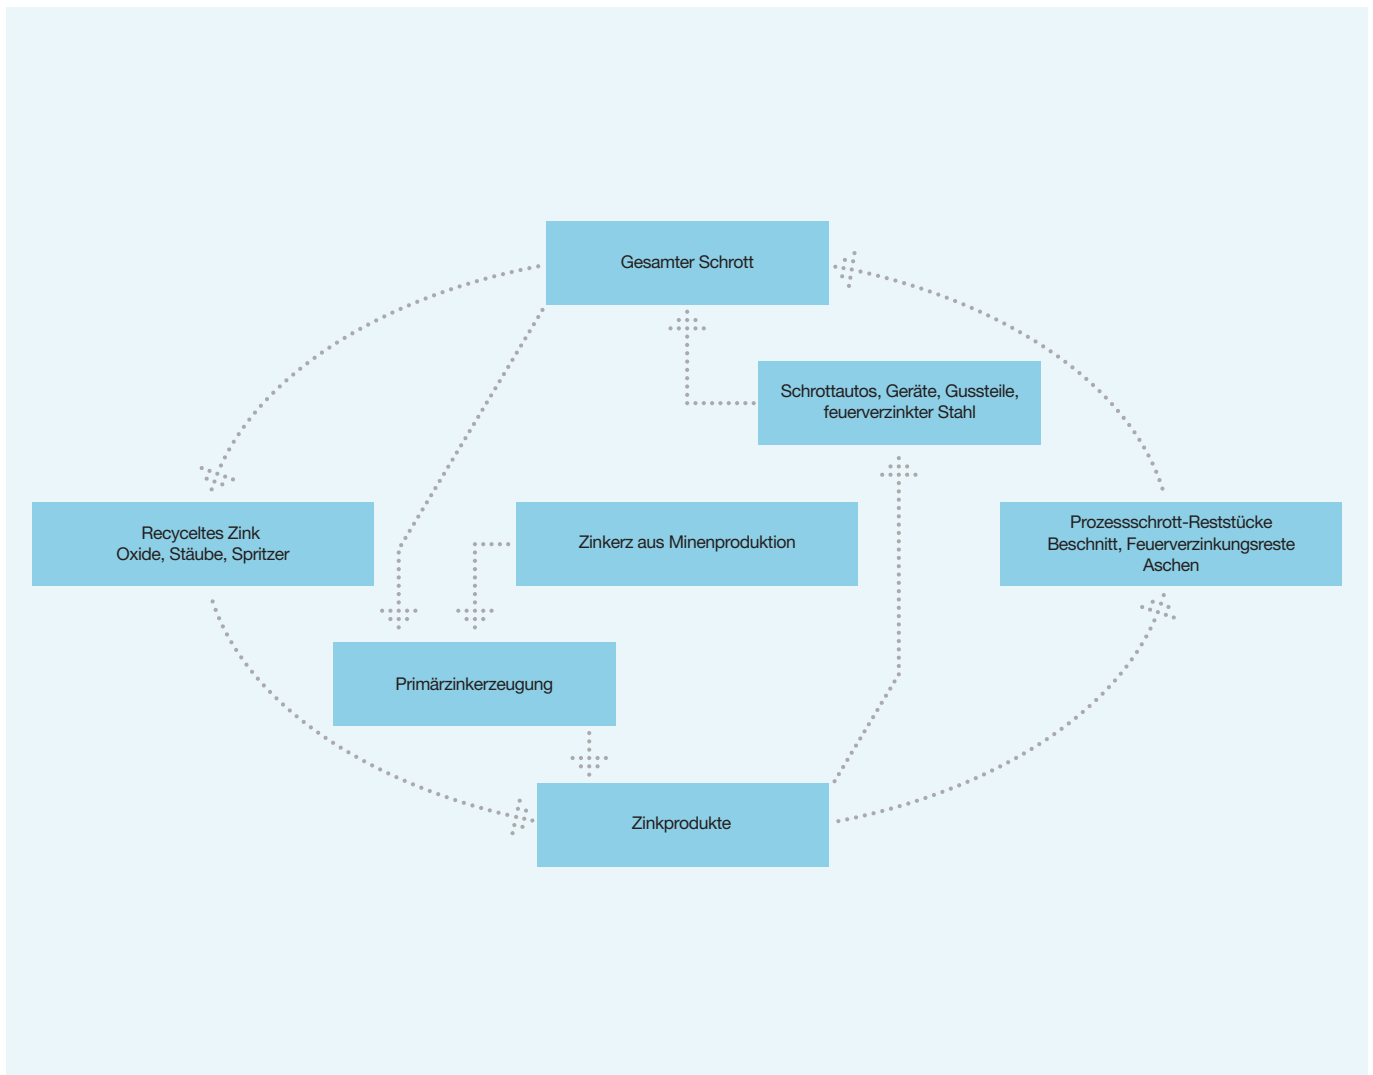 Gesamter Schrott
Schrottautos, Geräte, Gussteile,
feuerverzinkter Stahl
Recyceltes Zink
Oxide, Stäube, Spritzer
Zinkerz aus Minenproduktion
Prozessschrott-Reststücke
Beschnitt, Feuerverzinkungsreste
Aschen
Primärzinkerzeugung
Zinkprodukte